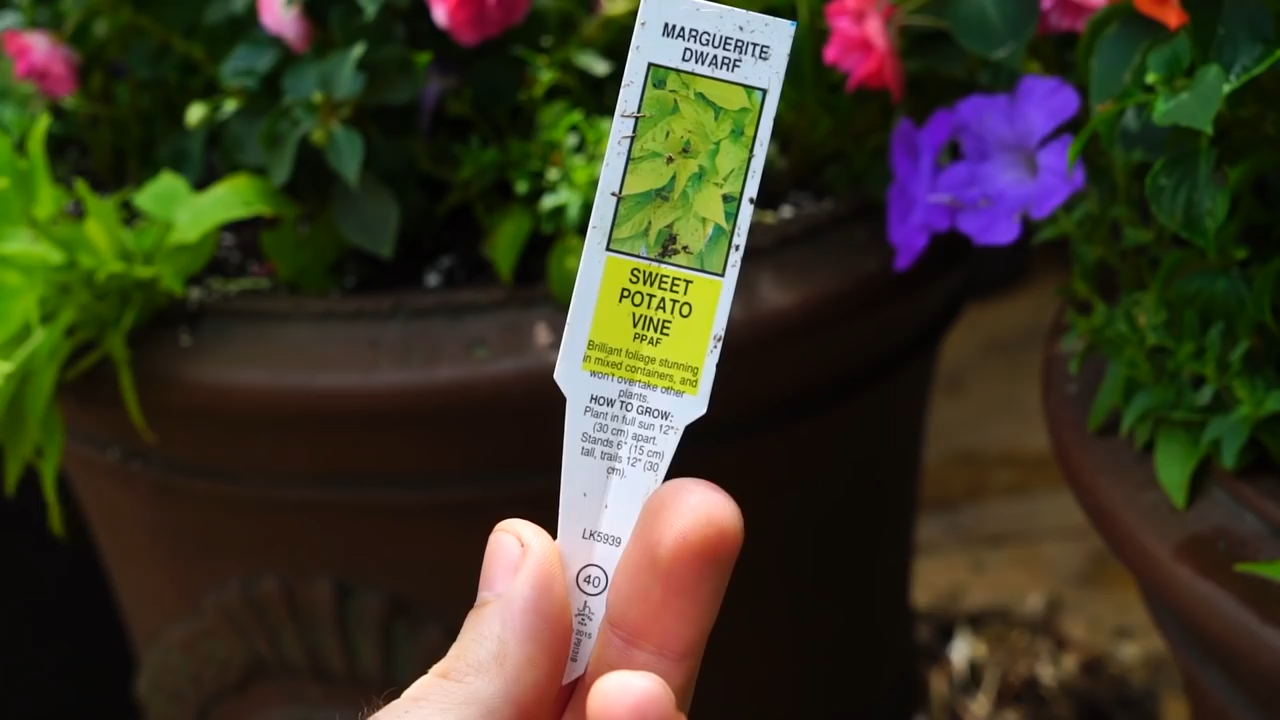 MARGUERITE
DWARF
SWEET
POTATO
VINE
PPAF
Brilliant foliage stunning
in mixed containers, and
won't overtake other
plants.
HOW TO GROW:
Plant in full sun 12"
(30 cm) apart.
Stands 6" (15 cm)
tall, trails 12" (30
cm).
LK5939
40
2015